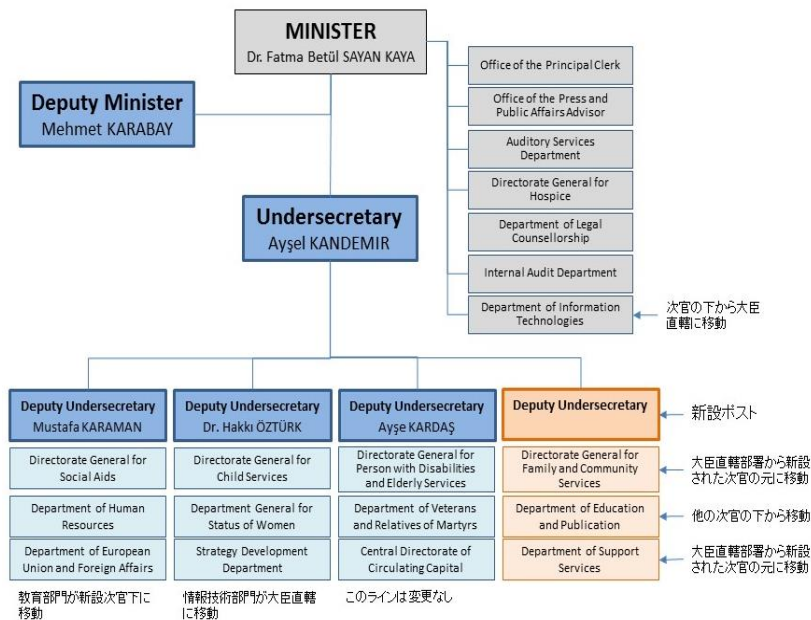 MINISTER
Dr. Fatma Betül SAYAN KAYA
Deputy Minister
Mehmet KARABAY
Office of the Principal Clerk
Office of the Press and
Public Affairs Advisor
Auditory Services
Department
Directorate General for
Hospice
Department of Legal
Counsellorship
Internal Audit Department
Department of Information
Technologies
次官の下から大臣
直轄に移動
Undersecretary
Ayşel KANDEMIR
Deputy Undersecretary
Mustafa KARAMAN
Directorate General for
Social Aids
Department of Human
Resources
Department of European
Union and Foreign Affairs
教育部門が新設次官下に
移動
Deputy Undersecretary
Dr. Hakkı ÖZTÜRK
Directorate General for
Child Services
Department General for
Status of Women
Strategy Development
Department
情報技術部門が大臣直轄
に移動
Deputy Undersecretary
Ayşe KARDAŞ
Directorate General for
Person with Disabilities
and Elderly Services
Department of Veterans
and Relatives of Martyrs
Central Directorate of
Circulating Capital
このラインは変更なし
Deputy Undersecretary
新設ポスト
Directorate General for
Family and Community
Services
大臣直轄部署から新設
された次官の元に移動
Department of Education
and Publication
他の次官の下から移動
Department of Support
Services
大臣直轄部署から新設
された次官の元に移動